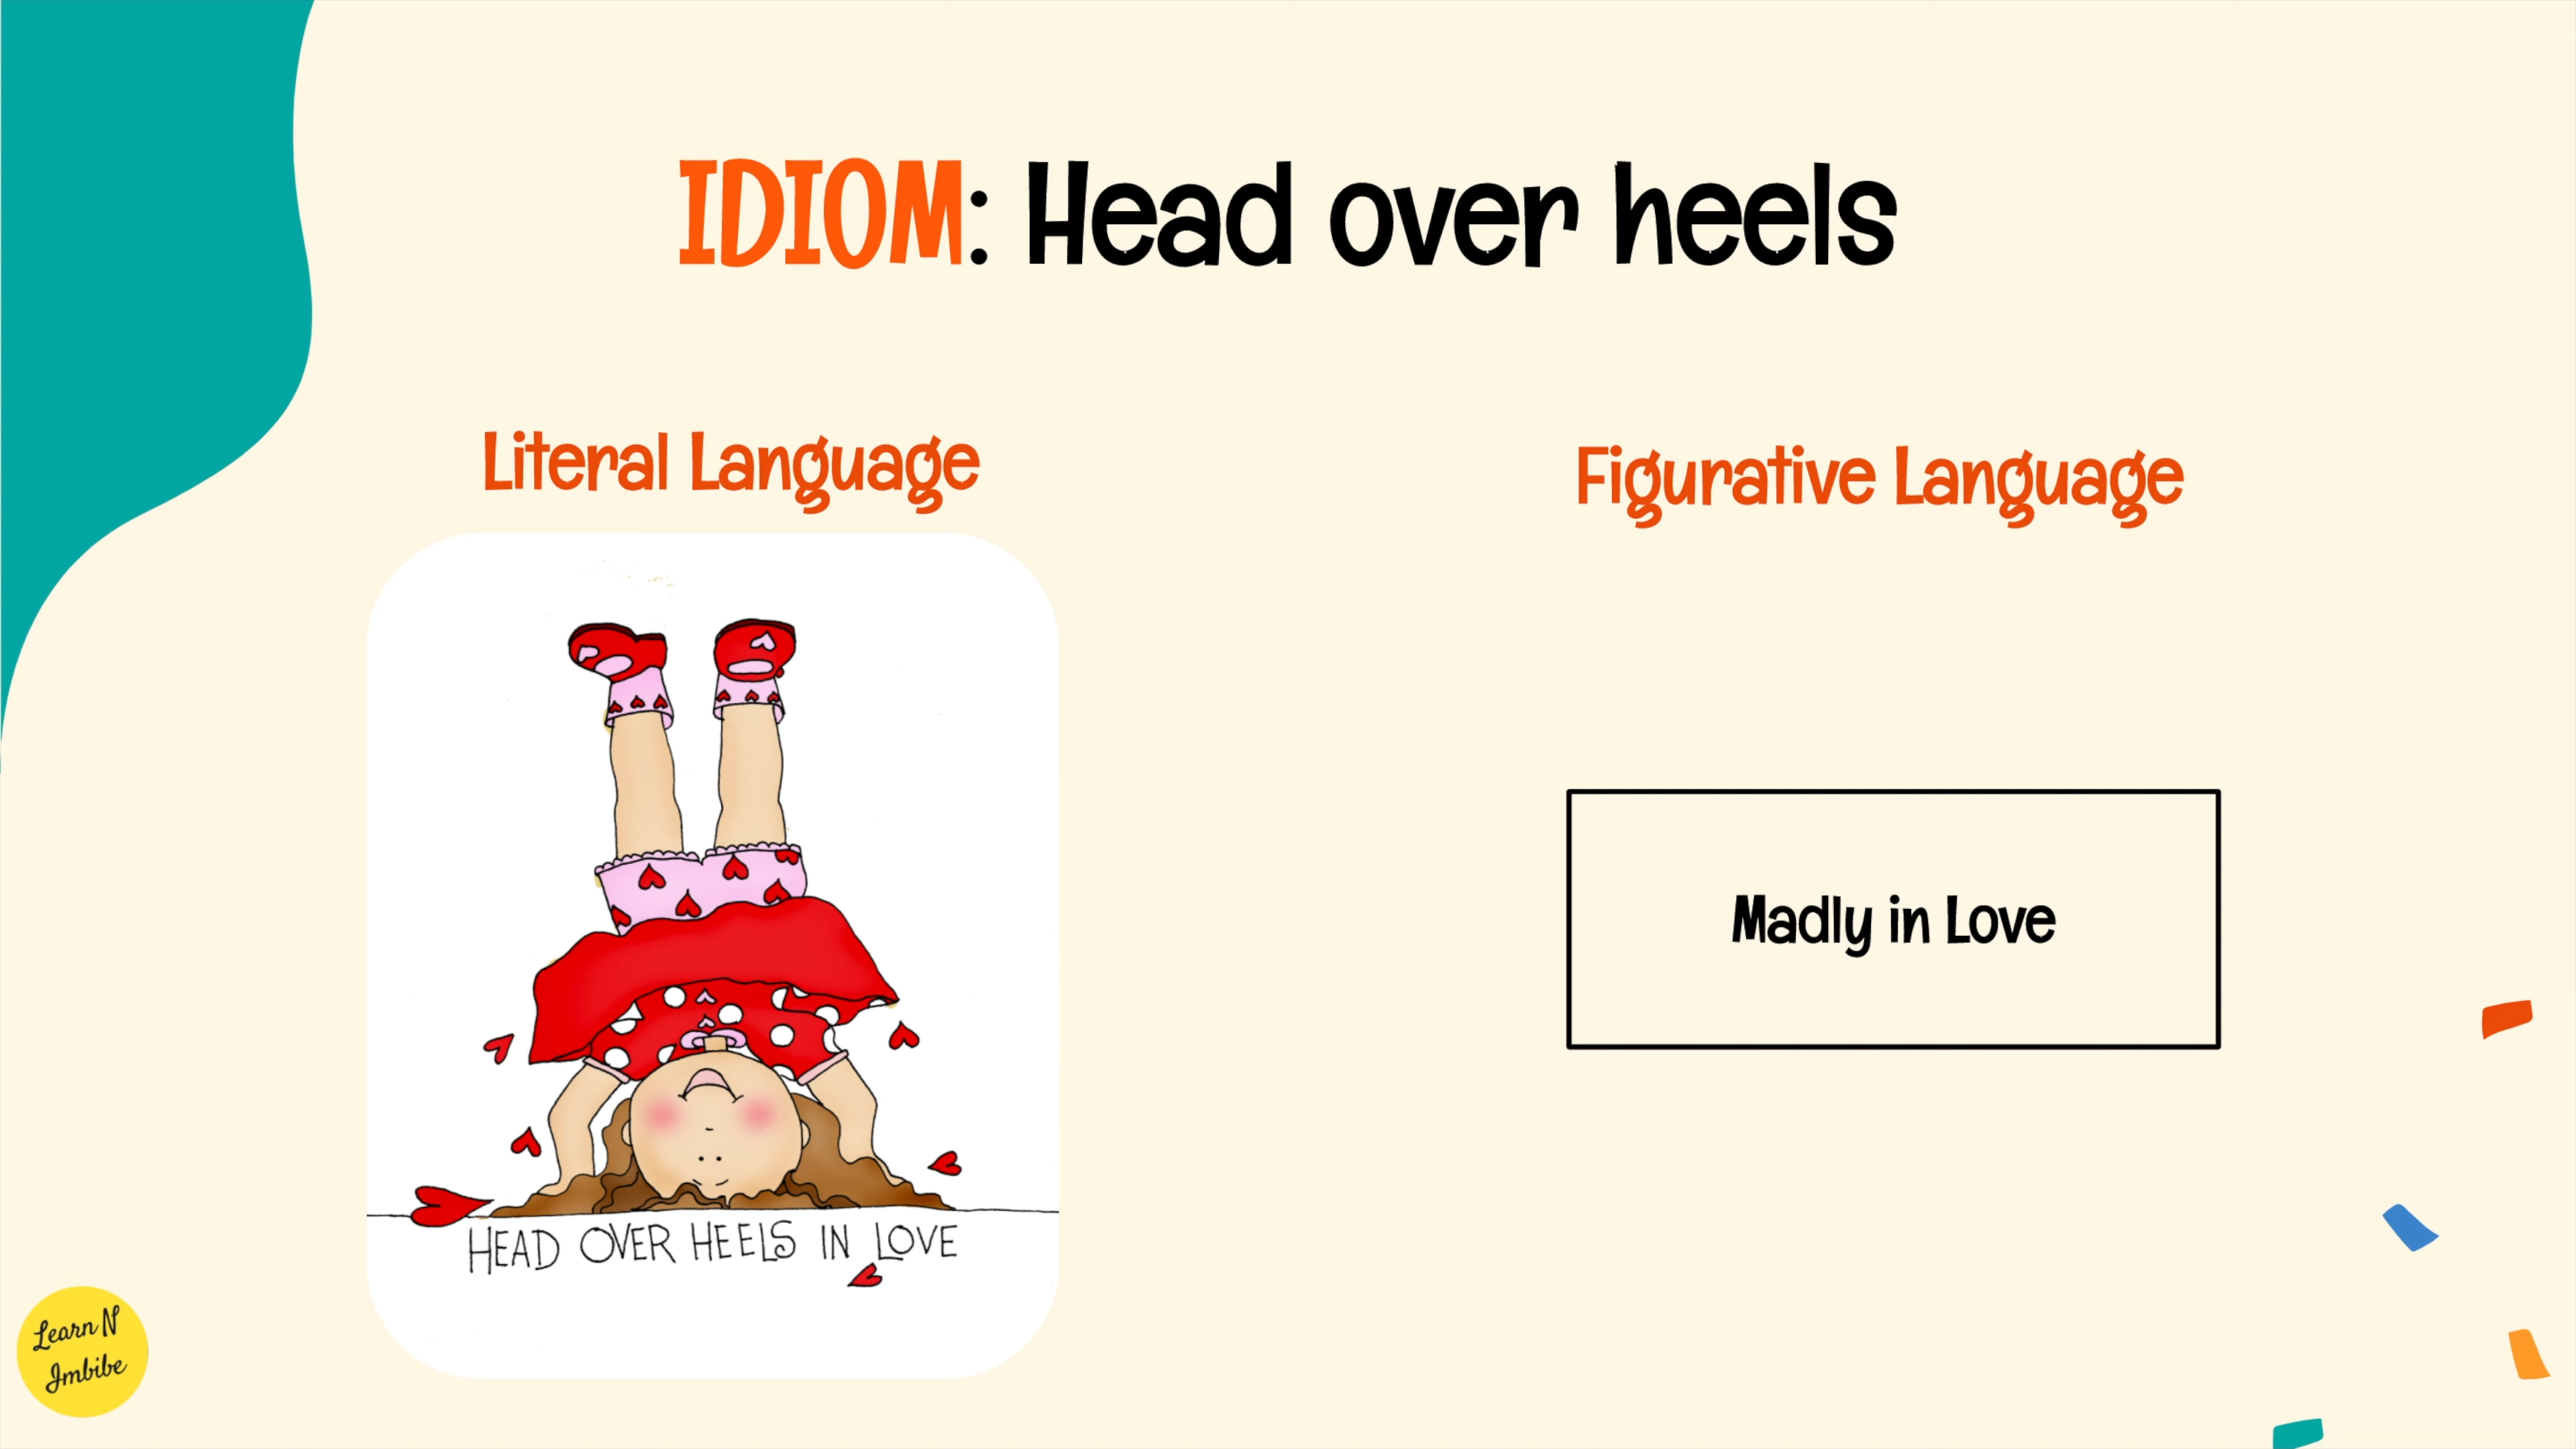 IDIOM: Head over heels
Literal Language
Figurative Language
HEAD OVER HEELS IN LOVE
Madly in Love
Learn N
Imbibe